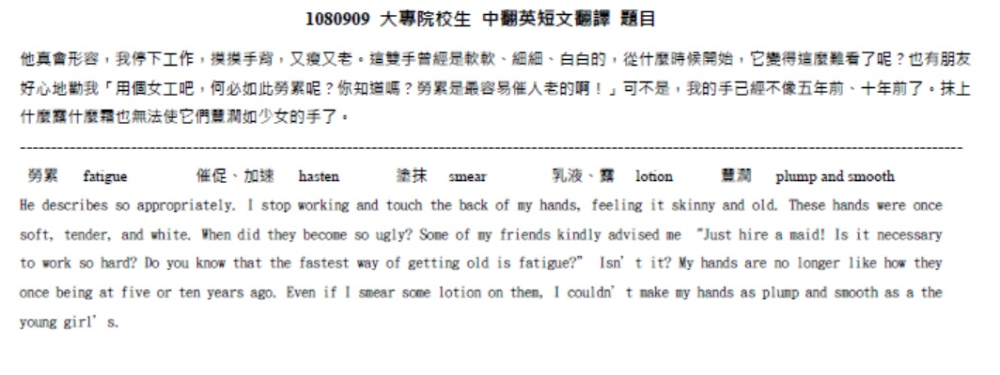 1080909 大專院校生 中翻英短文翻譯 題目
他真會形容，我停下工作，摸摸手背，又瘦又老。這雙手曾經是軟軟、細細、白白的，從什麼時候開始，它變得這麼難看了呢？也有朋友
好心地勸我「用個女工吧，何必如此勞累呢？你知道嗎？勞累是最容易催人老的啊！」可不是，我的手已經不像五年前、十年前了。抹上
什麼露什麼霜也無法使它們豐潤如少女的手了。
勞累 fatigue 催促、加速 hasten 塗抹 smear 乳液、露 lotion 豐潤 plump and smooth
He describes so appropriately. I stop working and touch the back of my hands, feeling it skinny and old. These hands were once
soft, tender, and white. When did they become so ugly? Some of my friends kindly advised me “Just hire a maid! Is it necessary
to work so hard? Do you know that the fastest way of getting old is fatigue?” Isn’t it? My hands are no longer like how they
once being at five or ten years ago. Even if I smear some lotion on them, I couldn’t make my hands as plump and smooth as a the
young girl’s.